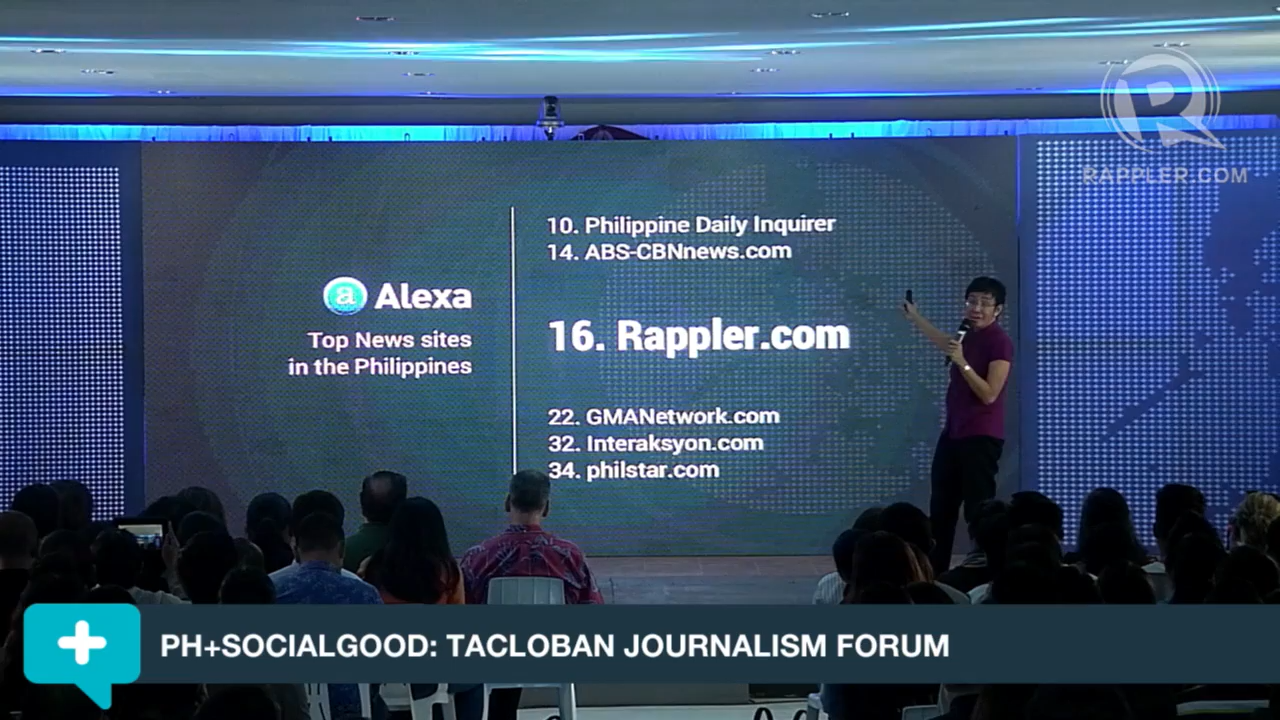 RAPPLER.COM
10. Philippine Daily Inquirer
14. ABS-CBNnews.com
a Alexa
Top News sites
in the Philippines
16. Rappler.com
22. GMANetwork.com
32. Interaksyon.com
34. philstar.com
PH+SOCIALGOOD: TACLOBAN JOURNALISM FORUM